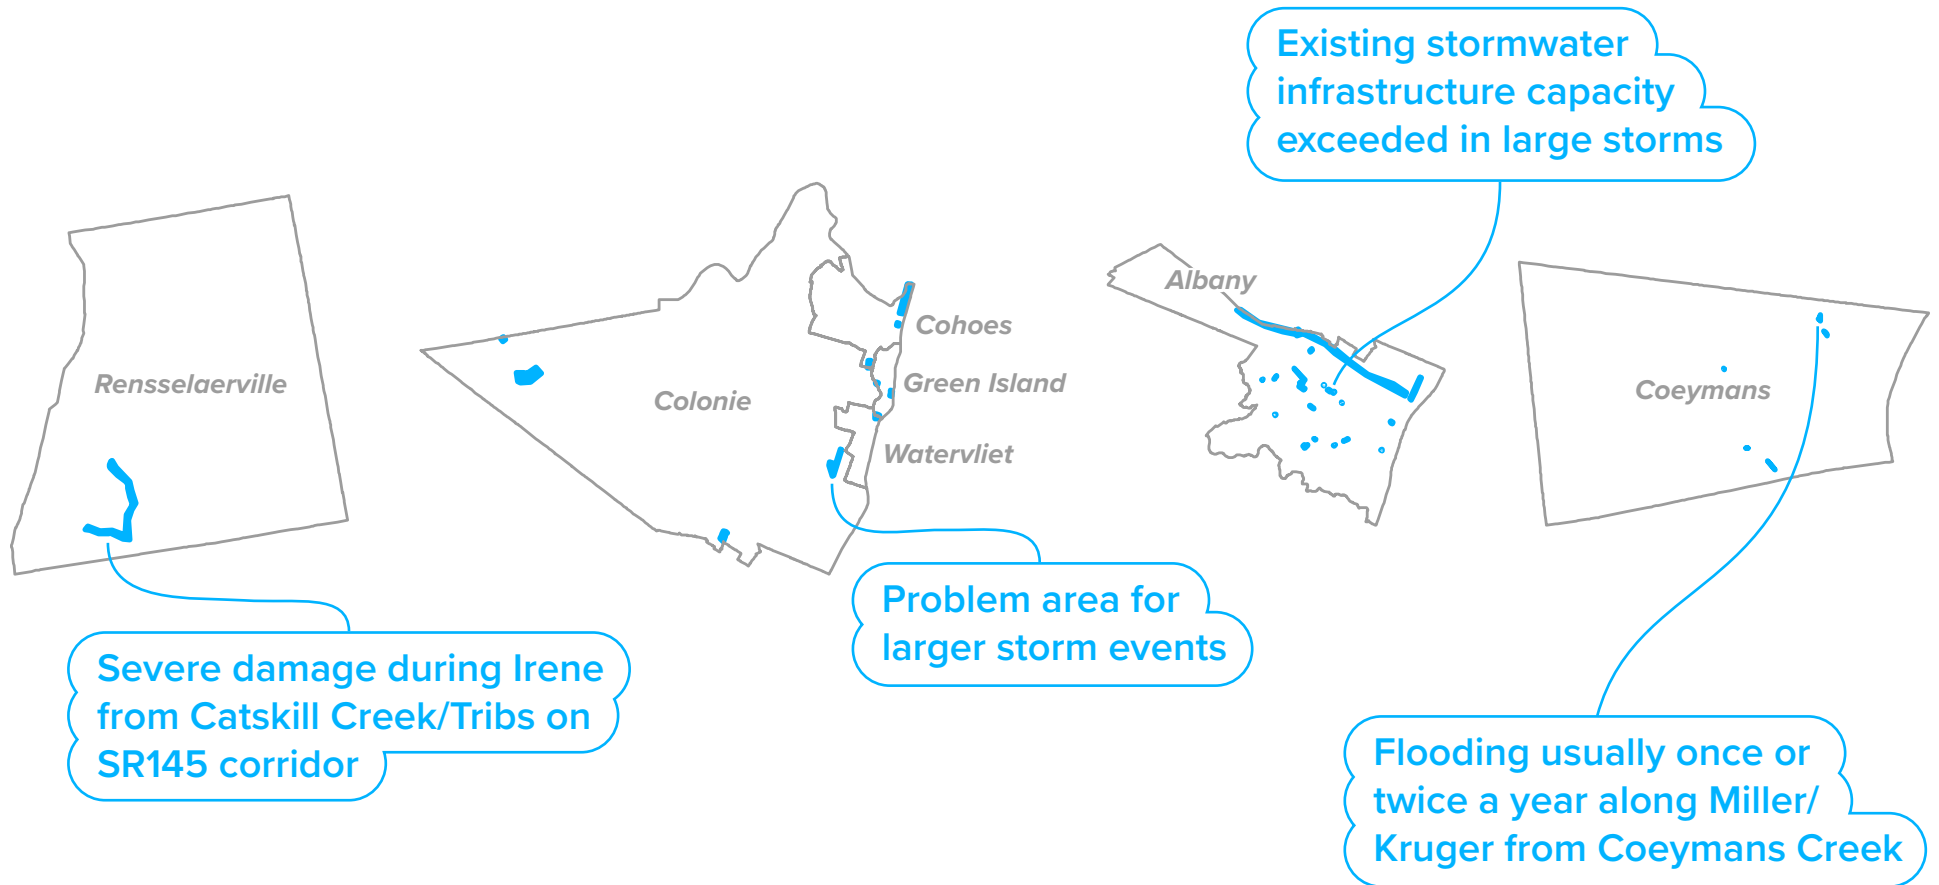 Existing stormwater
infrastructure capacity
exceeded in large storms
Rensselaerville
Colonie
Cohoes
Green Island
Watervliet
Albany
Coeymans
Severe damage during Irene
from Catskill Creek/Tribs on
SR145 corridor
Problem area for
larger storm events
Flooding usually once or
twice a year along Miller/
Kruger from Coeymans Creek